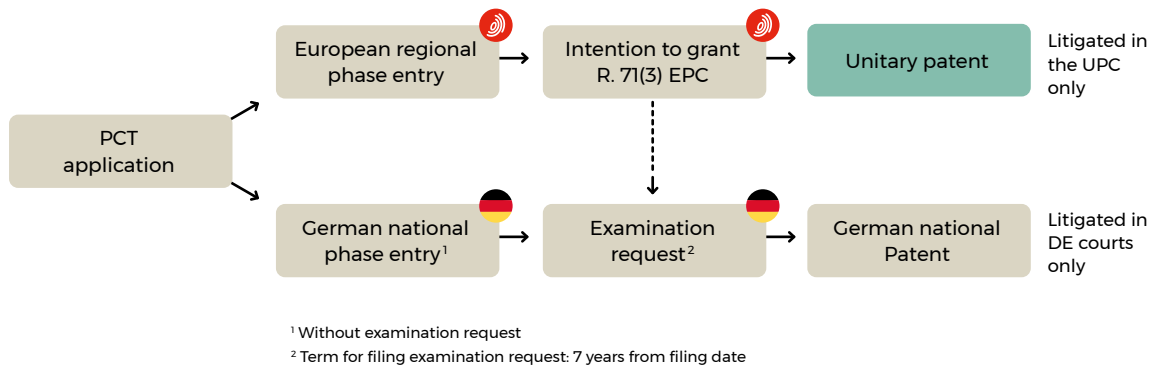 European regional
phase entry
Intention to grant
R. 71(3) EPC
Unitary patent
Litigated in
the UPC
only
PCT
application
German national
phase entry¹
Examination
request²
German national
Patent
Litigated in
DE courts
only
¹ Without examination request
² Term for filing examination request: 7 years from filing date